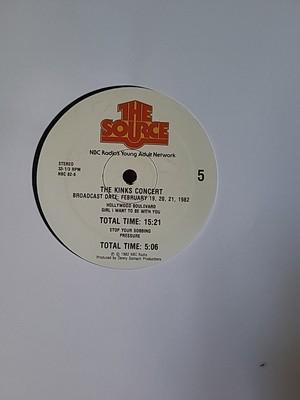 THE
SOURCE
NBC Radio's Young Adult Network
STEREO
33-1/3 RPM
NBC 82-8
5
THE KINKS CONCERT
BROADCAST DATE: FEBRUARY 19, 20, 21, 1982
HOLLYWOOD BOULEVARD
GIRL I WANT TO BE WITH YOU
TOTAL TIME: 15:21
STOP YOUR SOBBING
PRESSURE
TOTAL TIME: 5:06
℗ © 1982 NBC Radio
Produced by Denny Somach Productions